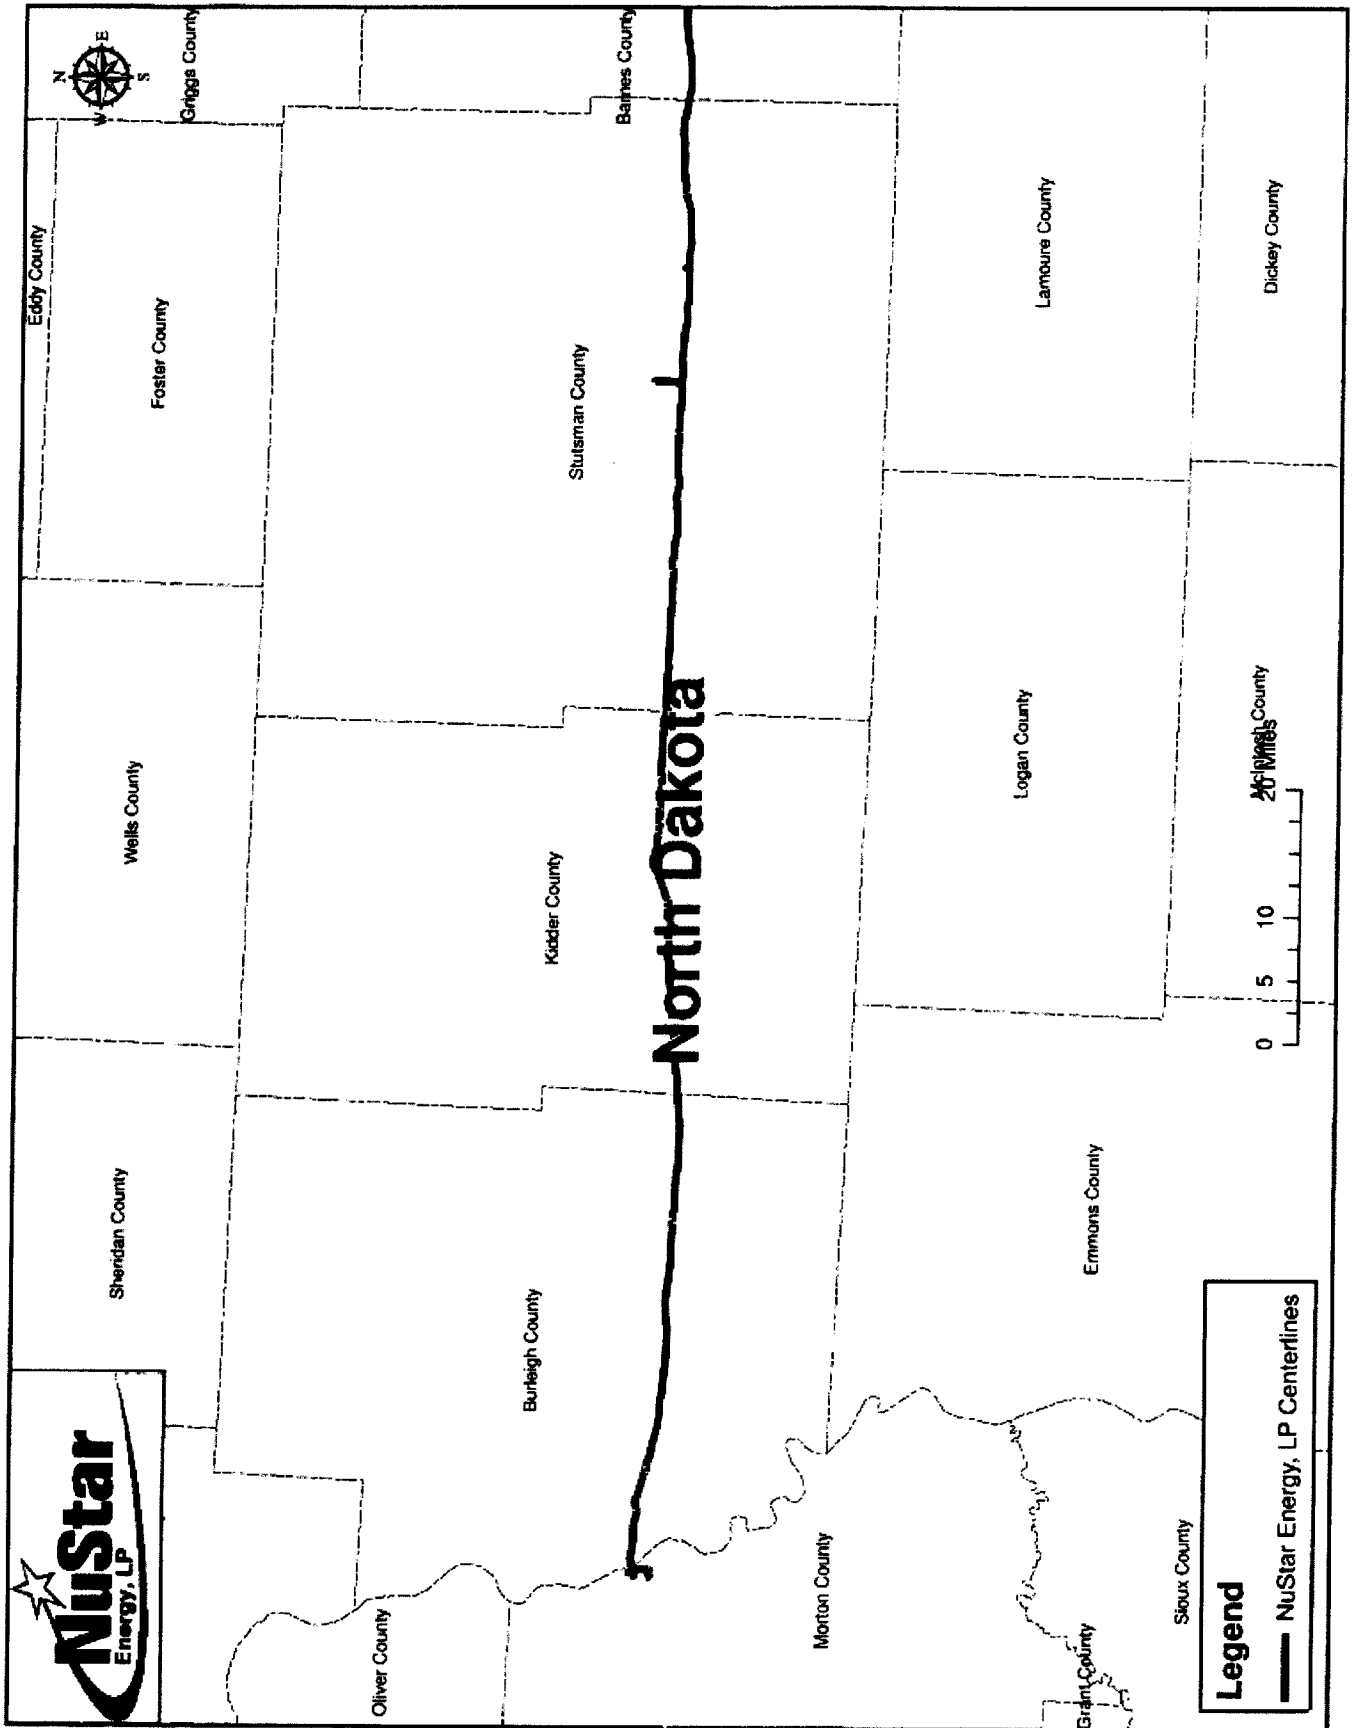 NuStar
Energy, LP
N
W
E
S
Sheridan County
Wells County
Eddy County
Foster County
Griggs County
Oliver County
Burleigh County
Kidder County
Stutsman County
Barnes County
North Dakota
Morton County
Emmons County
Logan County
Lamoure County
Grant County
Sioux County
McIntosh County
Dickey County
0
5
10
20 Miles
Legend
NuStar Energy, LP Centerlines